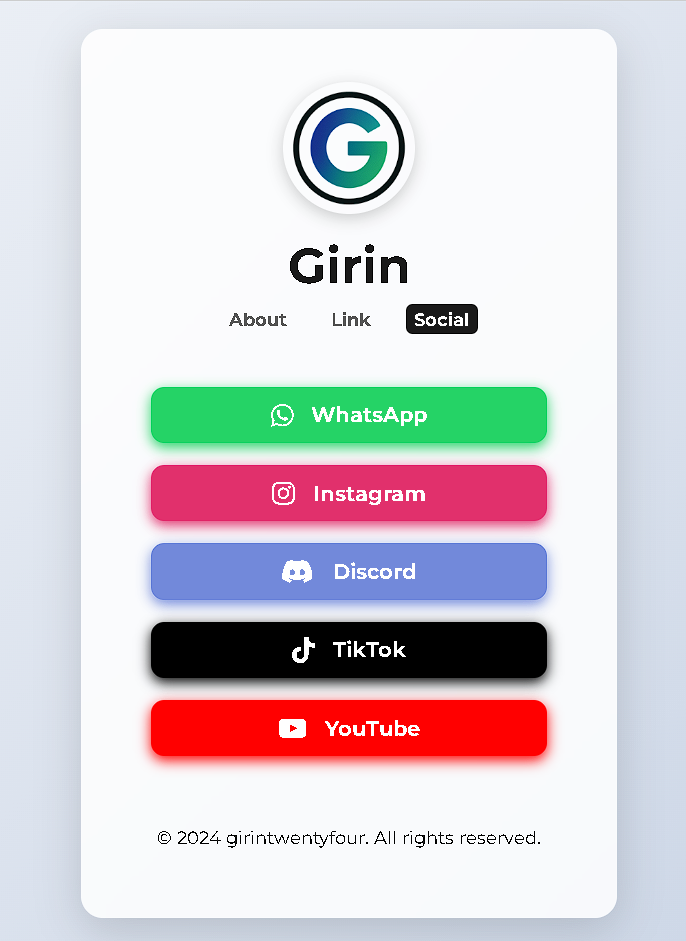 G
Girin
About Link Social
WhatsApp
Instagram
Discord
TikTok
YouTube
© 2024 girintwentyfour. All rights reserved.